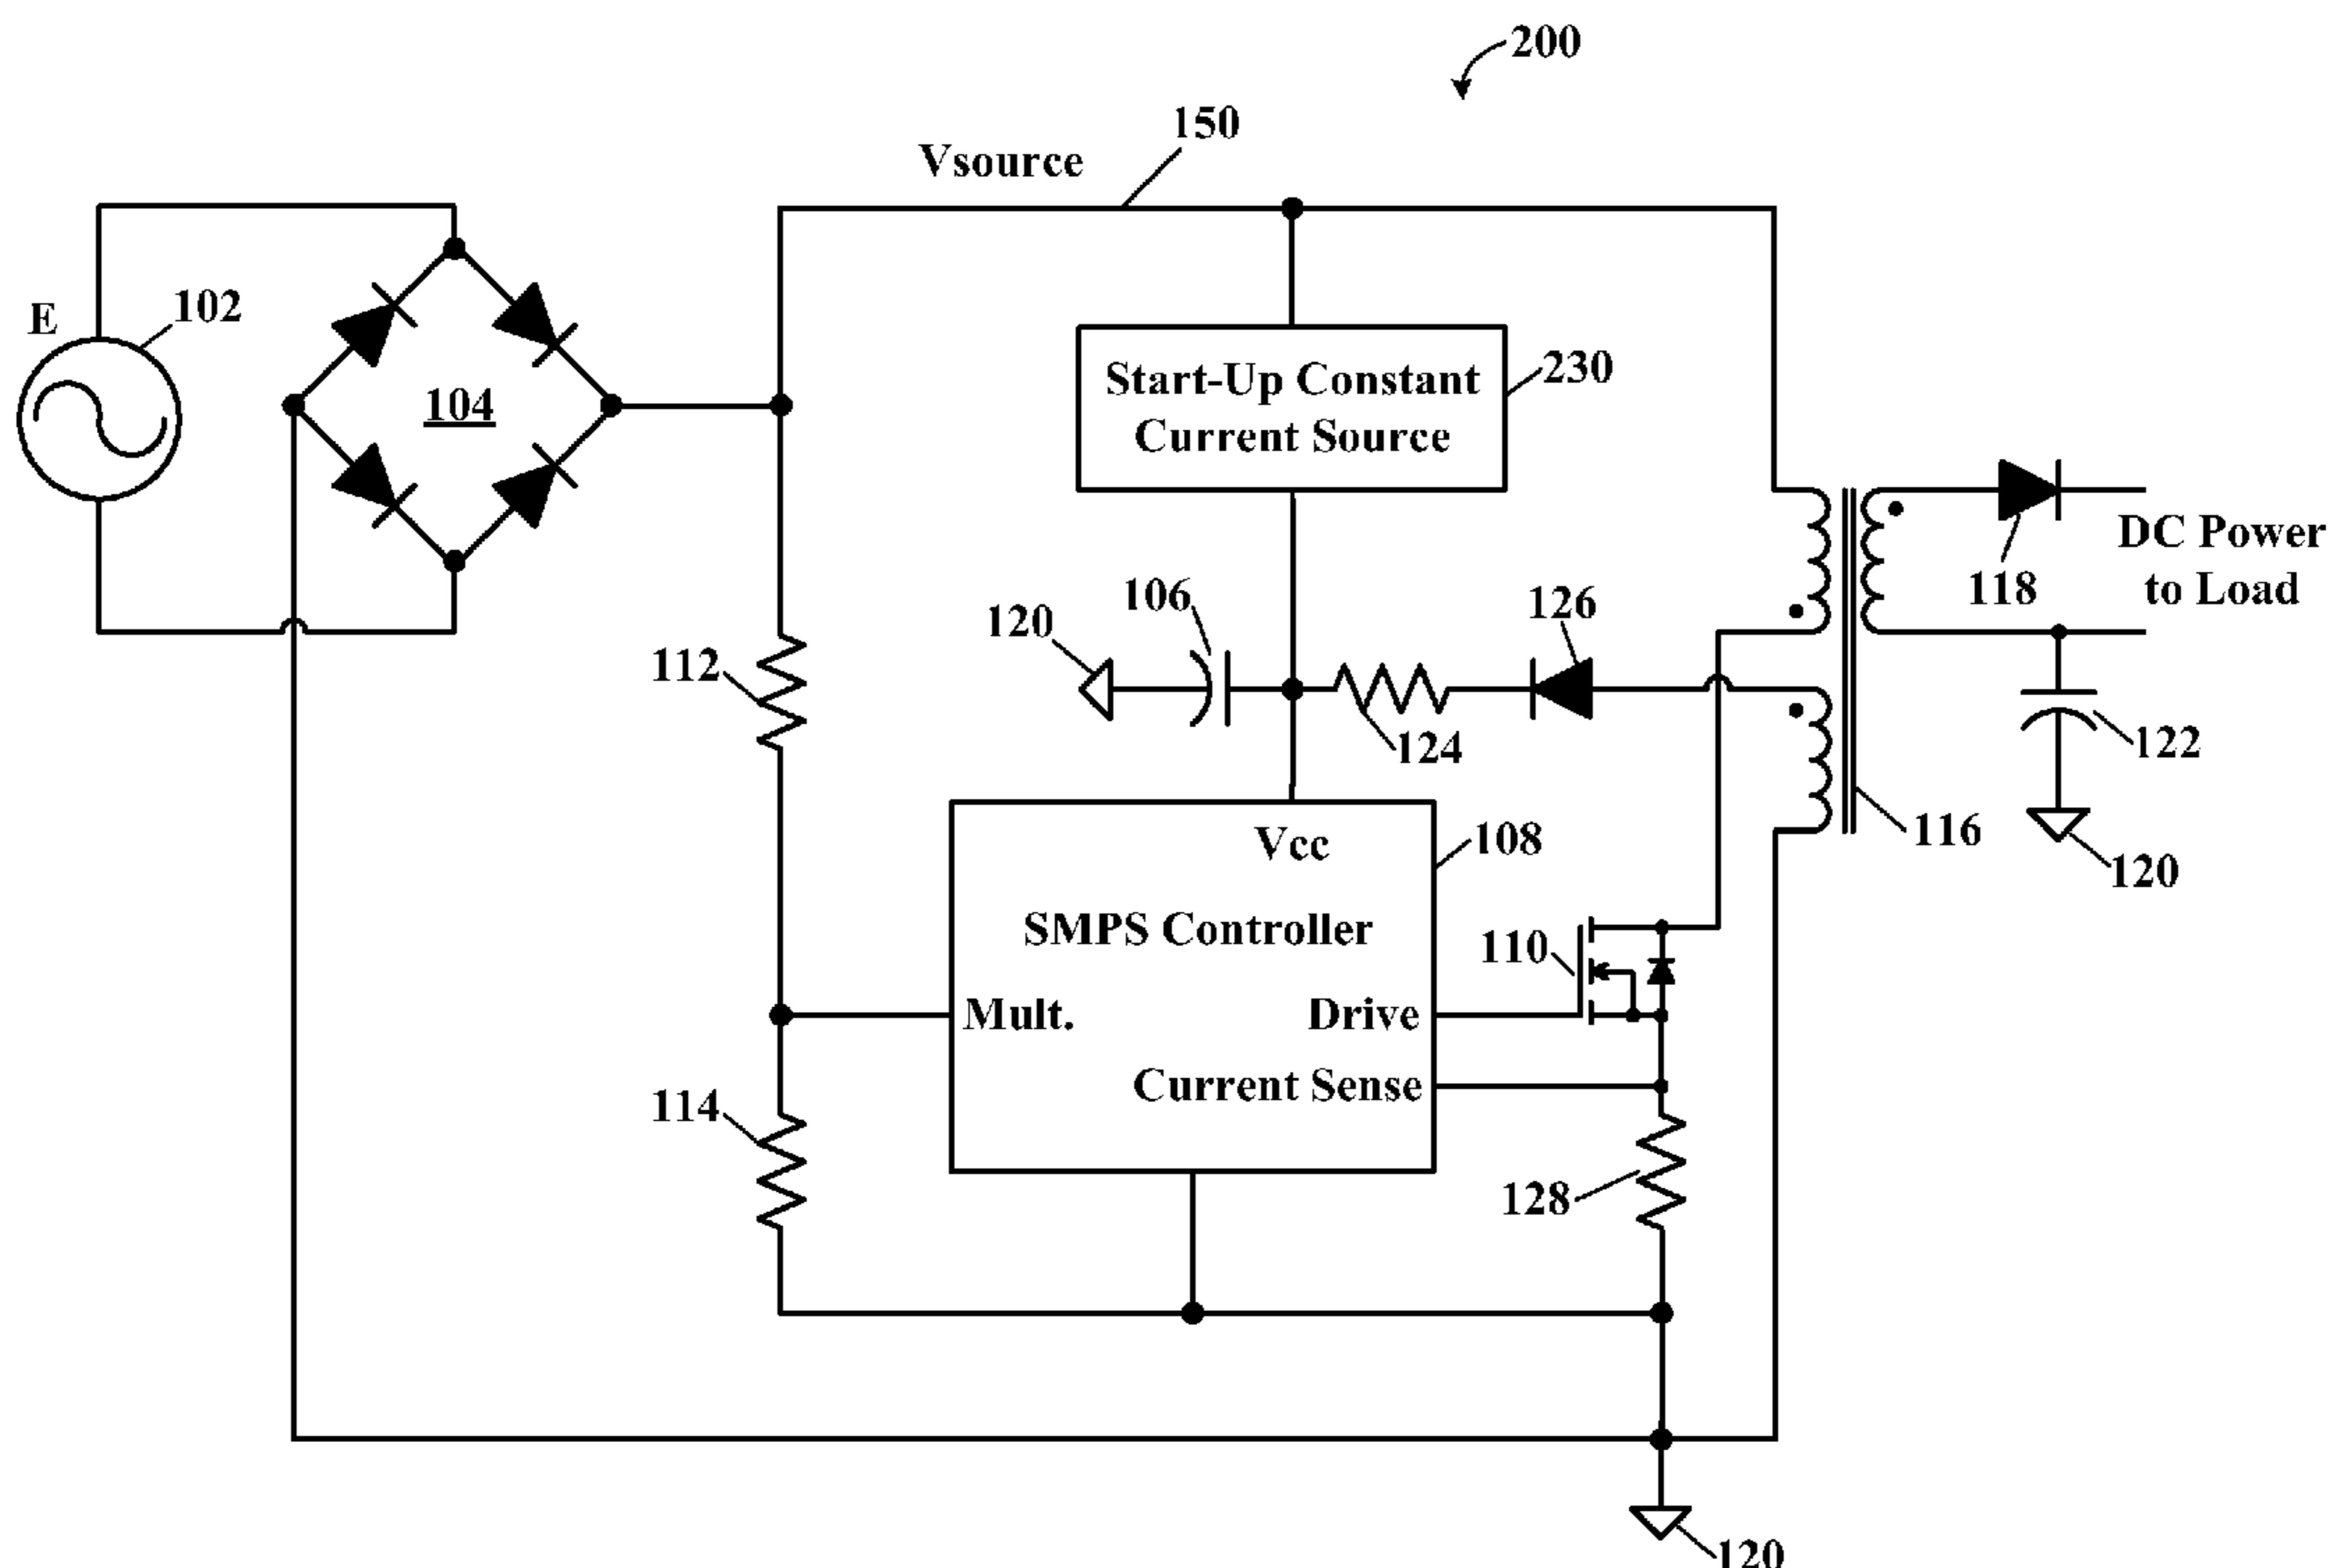 200
150
Vsource
E
102
104
Start-Up Constant
Current Source
230
DC Power
to Load
118
106
126
120
112
124
122
116
120
Vcc
108
SMPS Controller
110
Mult.
Drive
Current Sense
114
128
120